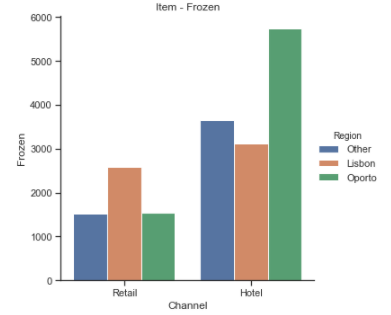 Item - Frozen
6000
5000
4000
3000
2000
1000
0
Frozen
Retail
Hotel
Channel
Region
Other
Lisbon
Oporto